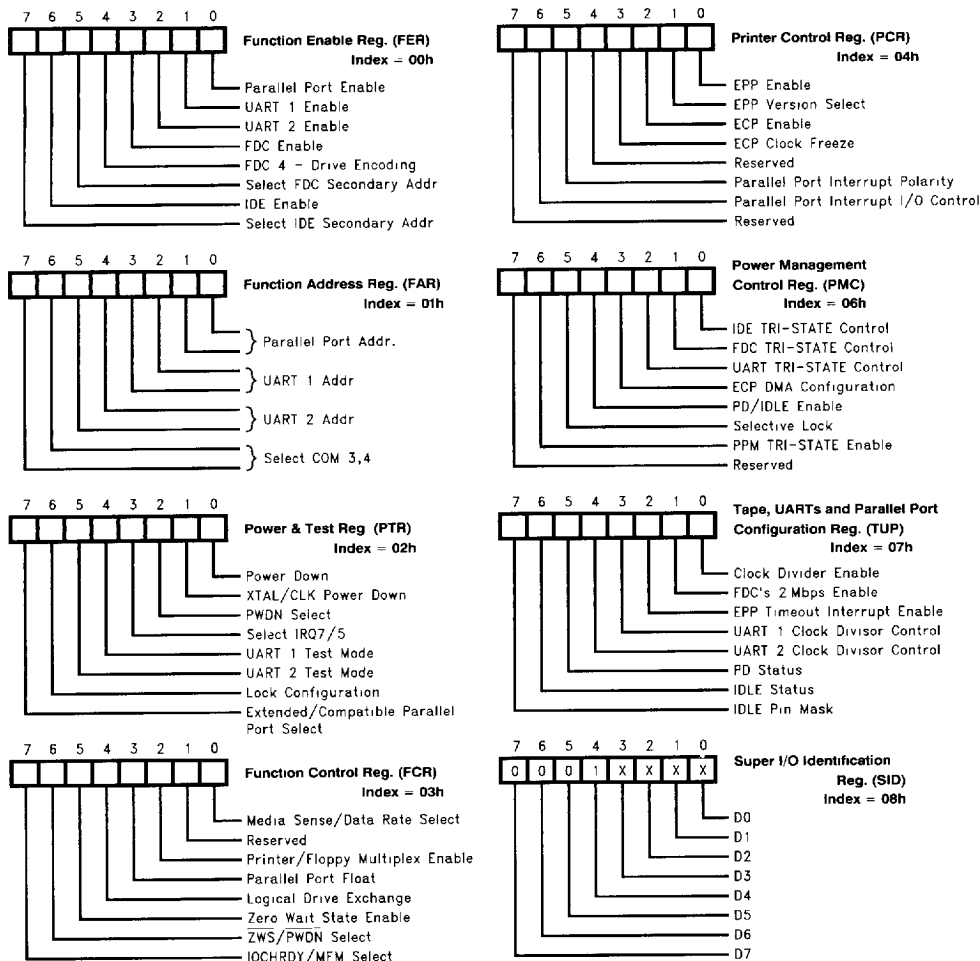 7 6 5 4 3 2 1 0
Function Enable Reg. (FER)
Index = 00h
Parallel Port Enable
UART 1 Enable
UART 2 Enable
FDC Enable
FDC 4 - Drive Encoding
Select FDC Secondary Addr
IDE Enable
Select IDE Secondary Addr
7 6 5 4 3 2 1 0
Function Address Reg. (FAR)
Index = 01h
Parallel Port Addr.
UART 1 Addr
UART 2 Addr
Select COM 3,4
7 6 5 4 3 2 1 0
Power & Test Reg (PTR)
Index = 02h
Power Down
XTAL/CLK Power Down
PWDN Select
Select IRQ7/5
UART 1 Test Mode
UART 2 Test Mode
Lock Configuration
Extended/Compatible Parallel
Port Select
7 6 5 4 3 2 1 0
Function Control Reg. (FCR)
Index = 03h
Media Sense/Data Rate Select
Reserved
Printer/Floppy Multiplex Enable
Parallel Port Float
Logical Drive Exchange
Zero Wait State Enable
ZWS/PWDN Select
IOCHRDY/MFM Select
7 6 5 4 3 2 1 0
Printer Control Reg. (PCR)
Index = 04h
EPP Enable
EPP Version Select
ECP Enable
ECP Clock Freeze
Reserved
Parallel Port Interrupt Polarity
Parallel Port Interrupt I/O Control
Reserved
7 6 5 4 3 2 1 0
Power Management
Control Reg. (PMC)
Index = 06h
IDE TRI-STATE Control
FDC TRI-STATE Control
UART TRI-STATE Control
ECP DMA Configuration
PD/IDLE Enable
Selective Lock
PPM TRI-STATE Enable
Reserved
7 6 5 4 3 2 1 0
Tape, UARTs and Parallel Port
Configuration Reg. (TUP)
Index = 07h
Clock Divider Enable
FDC's 2 Mbps Enable
EPP Timeout Interrupt Enable
UART 1 Clock Divisor Control
UART 2 Clock Divisor Control
PD Status
IDLE Status
IDLE Pin Mask
7 6 5 4 3 2 1 0
0 0 0 1 X X X X
Super I/O Identification
Reg. (SID)
Index = 08h
D0
D1
D2
D3
D4
D5
D6
D7